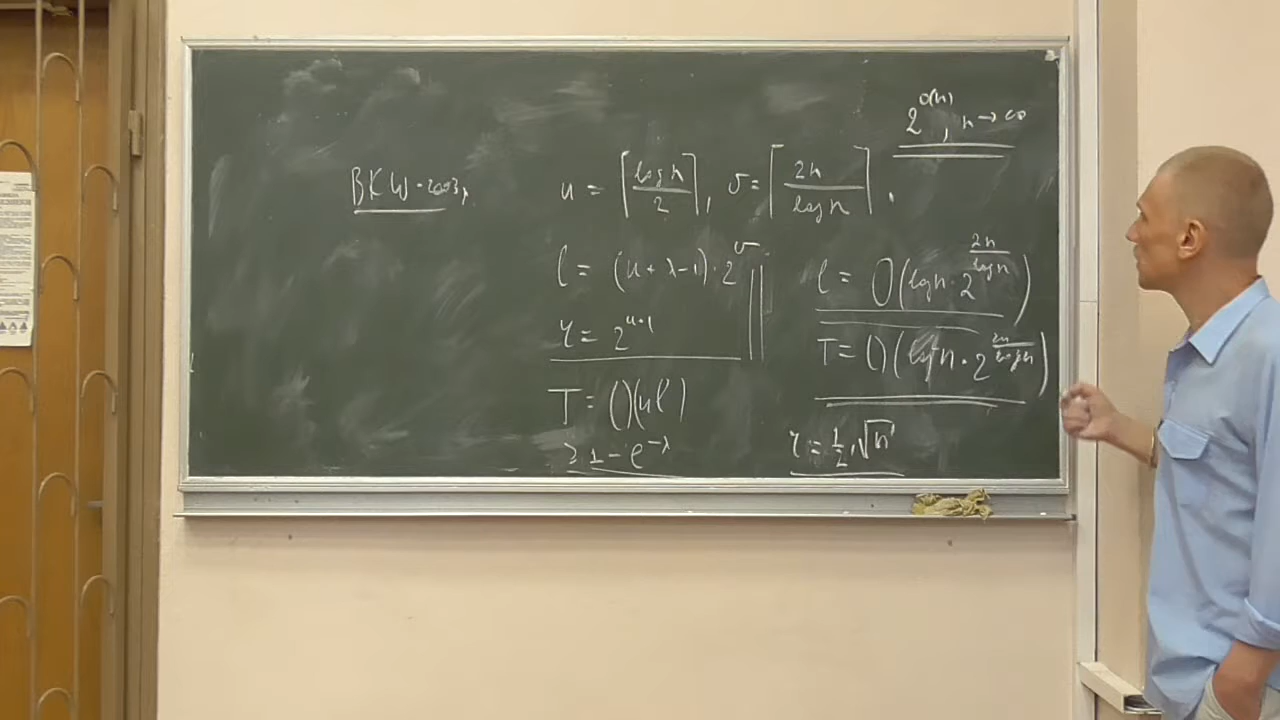 2^{O(n)}, n → ∞
BKW-2003, u = ⌈log n / 2⌉, v = ⌈2n / log n⌉.
l = (u + λ - 1) · 2^v
l = O(log n · 2^{2n / log n})
r = 2^{u-1}
T = O(log n · 2^{2n / log n})
T = O(ul)
≥ 1 - e^{-λ}
r = 1/2 · √n